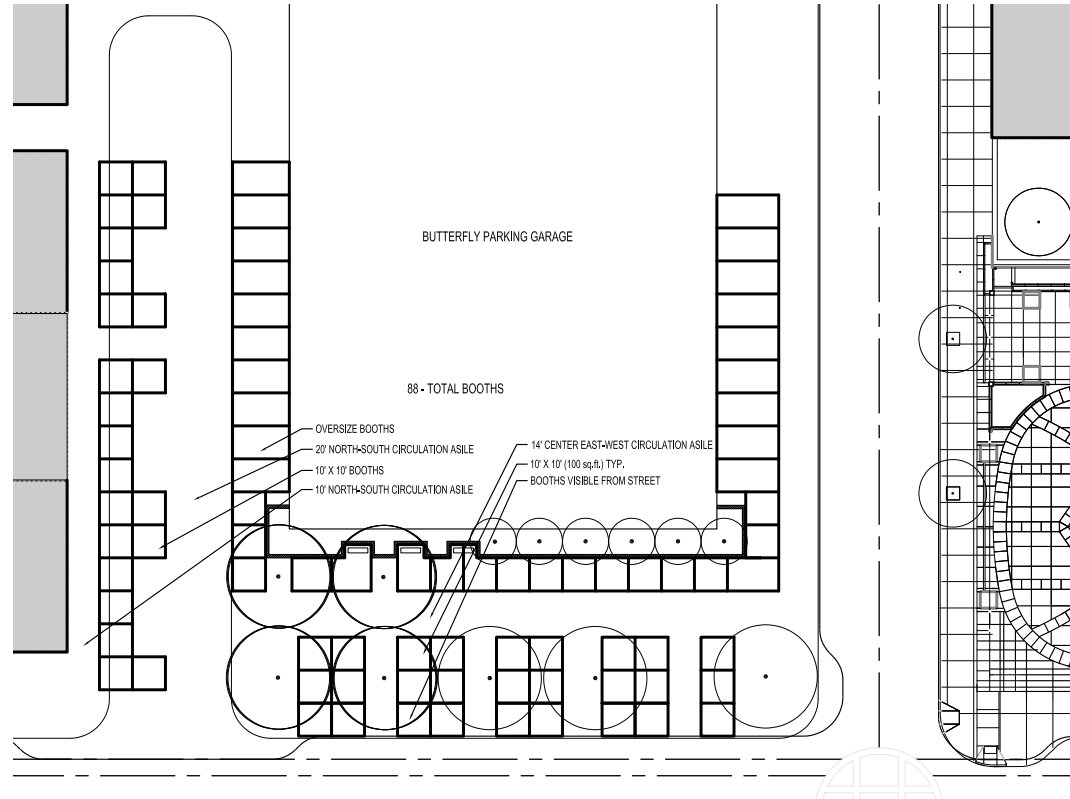 BUTTERFLY PARKING GARAGE
88 - TOTAL BOOTHS
OVERSIZE BOOTHS
20' NORTH-SOUTH CIRCULATION ASILE
10' X 10' BOOTHS
10' NORTH-SOUTH CIRCULATION ASILE
14' CENTER EAST-WEST CIRCULATION ASILE
10' X 10' (100 sq.ft.) TYP.
BOOTHS VISIBLE FROM STREET